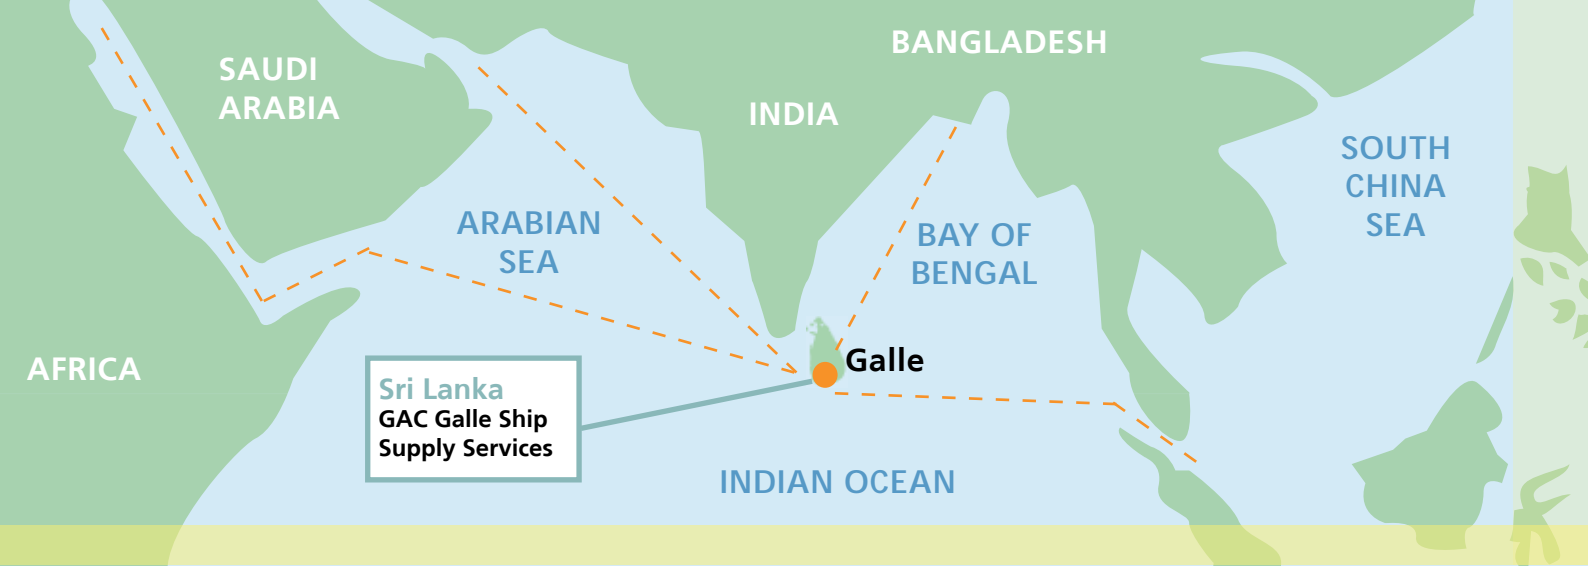 BANGLADESH
SAUDI
ARABIA
INDIA
SOUTH
CHINA
SEA
ARABIAN
SEA
BAY OF
BENGAL
Galle
AFRICA
Sri Lanka
GAC Galle Ship
Supply Services
INDIAN OCEAN